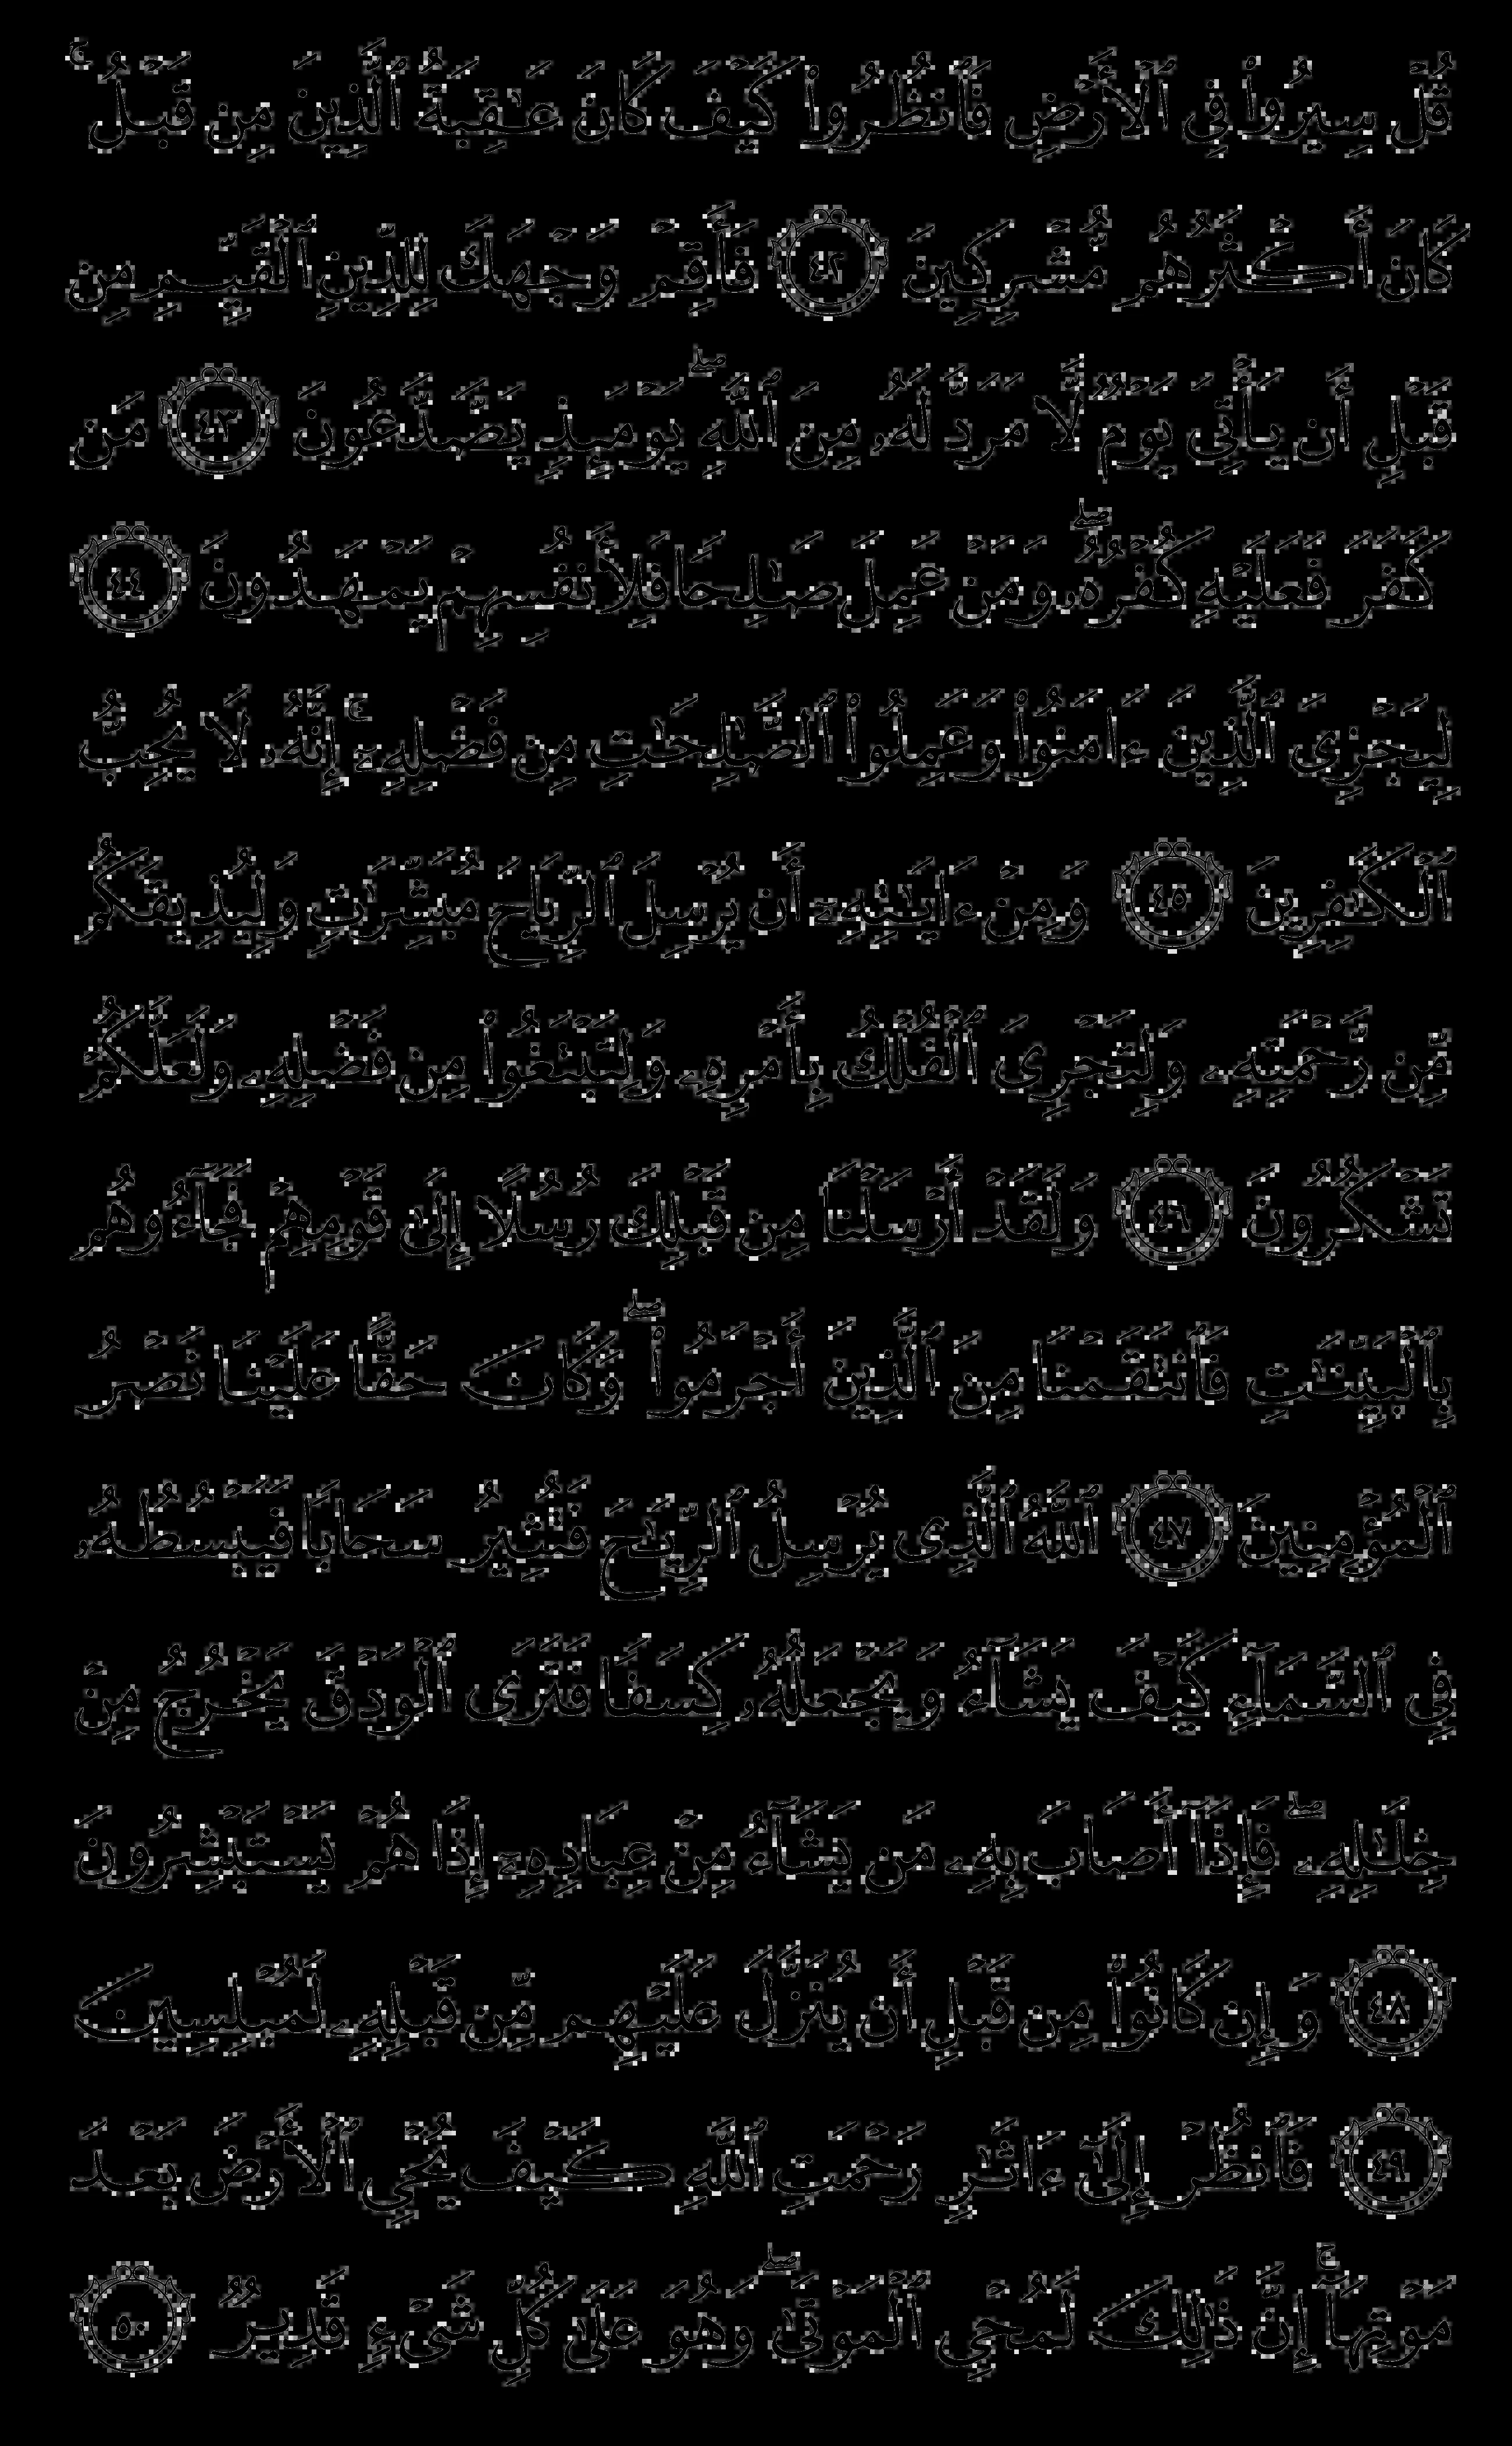 قُلْ سِيرُوا۟ فِى ٱلْأَرْضِ فَٱنظُرُوا۟ كَيْفَ كَانَ عَـٰقِبَةُ ٱلَّذِينَ مِن قَبْلُ ۚ
كَانَ أَكْثَرُهُم مُّشْرِكِينَ ٤٢ فَأَقِمْ وَجْهَكَ لِلدِّينِ ٱلْقَيِّمِ مِن
قَبْلِ أَن يَأْتِىَ يَوْمٌ لَّا مَرَدَّ لَهُۥ مِنَ ٱللَّهِ ۖ يَوْمَئِذٍ يَصَّدَّعُونَ ٤٣ مَن
كَفَرَ فَعَلَيْهِ كُفْرُهُۥ ۖ وَمَنْ عَمِلَ صَـٰلِحًا فَلِأَنفُسِهِمْ يَمْهَدُونَ ٤٤
لِيَجْزِىَ ٱلَّذِينَ ءَامَنُوا۟ وَعَمِلُوا۟ ٱلصَّـٰلِحَـٰتِ مِن فَضْلِهِۦٓ ۚ إِنَّهُۥ لَا يُحِبُّ
ٱلْكَـٰفِرِينَ ٤٥ وَمِنْ ءَايَـٰتِهِۦٓ أَن يُرْسِلَ ٱلرِّيَاحَ مُبَشِّرَٰتٍ وَلِيُذِيقَكُم
مِّن رَّحْمَتِهِۦ وَلِتَجْرِىَ ٱلْفُلْكُ بِأَمْرِهِۦ وَلِتَبْتَغُوا۟ مِن فَضْلِهِۦ وَلَعَلَّكُمْ
تَشْكُرُونَ ٤٦ وَلَقَدْ أَرْسَلْنَا مِن قَبْلِكَ رُسُلًا إِلَىٰ قَوْمِهِمْ فَجَآءُوهُم
بِٱلْبَيِّنَـٰتِ فَٱنتَقَمْنَا مِنَ ٱلَّذِينَ أَجْرَمُوا۟ ۖ وَكَانَ حَقًّا عَلَيْنَا نَصْرُ
ٱلْمُؤْمِنِينَ ٤٧ ٱللَّهُ ٱلَّذِى يُرْسِلُ ٱلرِّيَـٰحَ فَتُثِيرُ سَحَابًا فَيَبْسُطُهُۥ
فِى ٱلسَّمَآءِ كَيْفَ يَشَآءُ وَيَجْعَلُهُۥ كِسَفًا فَتَرَى ٱلْوَدْقَ يَخْرُجُ مِنْ
خِلَـٰلِهِۦ ۖ فَإِذَآ أَصَابَ بِهِۦ مَن يَشَآءُ مِنْ عِبَادِهِۦٓ إِذَا هُمْ يَسْتَبْشِرُونَ
٤٨ وَإِن كَانُوا۟ مِن قَبْلِ أَن يُنَزَّلَ عَلَيْهِم مِّن قَبْلِهِۦ لَمُبْلِسِينَ
٤٩ فَٱنظُرْ إِلَىٰٓ ءَاثَـٰرِ رَحْمَتِ ٱللَّهِ كَيْفَ يُحْىِ ٱلْأَرْضَ بَعْدَ
مَوْتِهَآ ۚ إِنَّ ذَٰلِكَ لَمُحْىِ ٱلْمَوْتَىٰ ۖ وَهُوَ عَلَىٰ كُلِّ شَىْءٍ قَدِيرٌ ٥٠